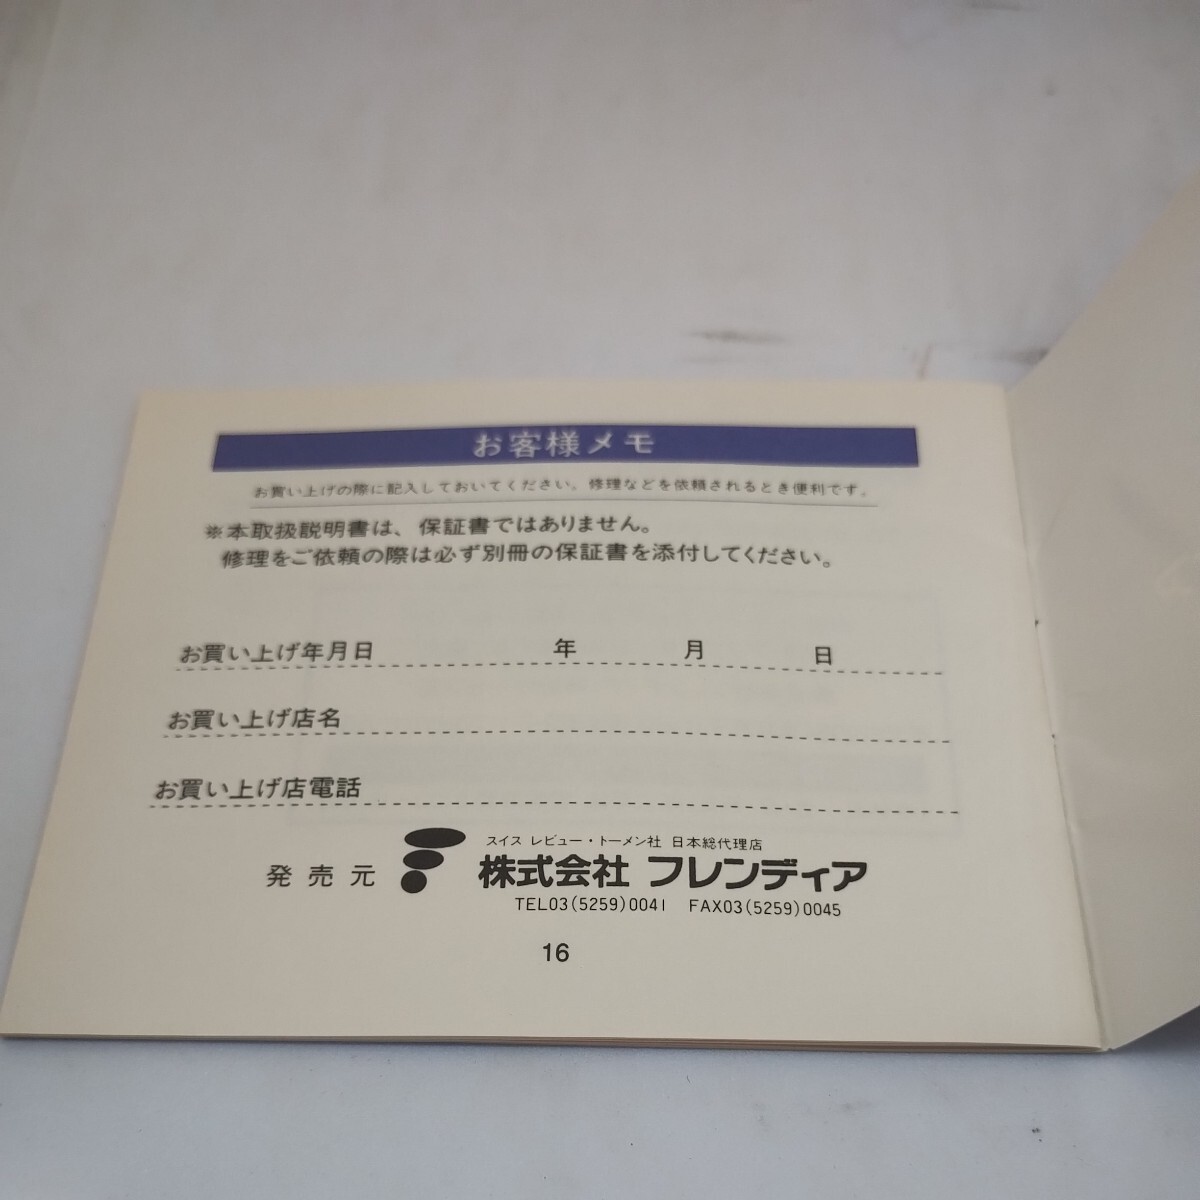 お客様メモ
お買い上げの際に記入しておいてください。修理などを依頼されるとき便利です。
※本取扱説明書は、保証書ではありません。
修理をご依頼の際は必ず別冊の保証書を添付してください。
お買い上げ年月日 年 月 日
お買い上げ店名
お買い上げ店電話
スイス レビュー・トーメン社 日本総代理店
発売元 株式会社 フレンディア
TEL03(5259)0041 FAX03(5259)0045
16